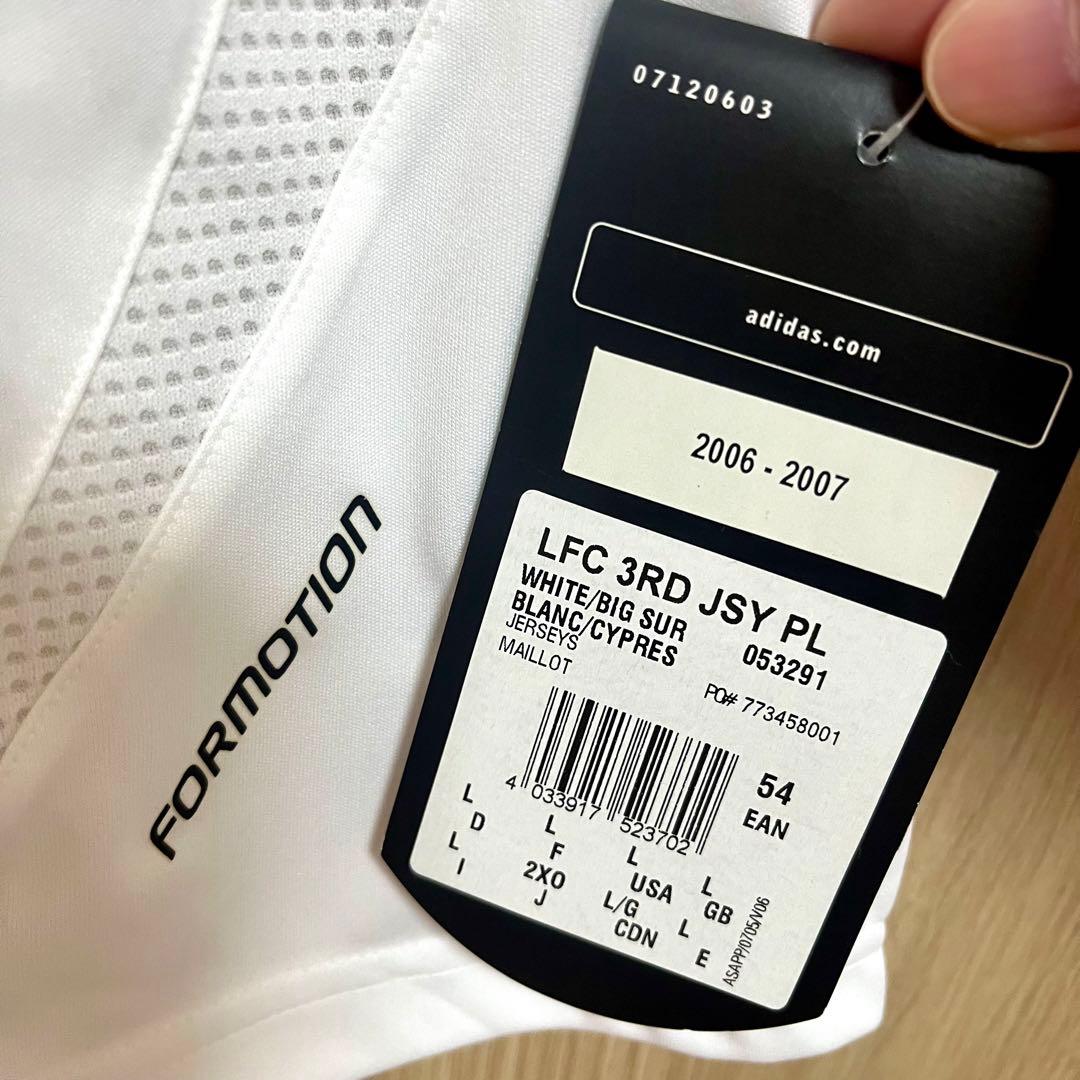 07120603
adidas.com
2006 - 2007
LFC 3RD JSY PL
WHITE/BIG SUR
BLANC/CYPRES 053291
JERSEYS
MAILLOT PO# 773458001
4 033917 523702
54
EAN
L L L L
D F USA GB
L 2XO L/G L
I J CDN E
ASAPP/0705/V06
FORMOTION